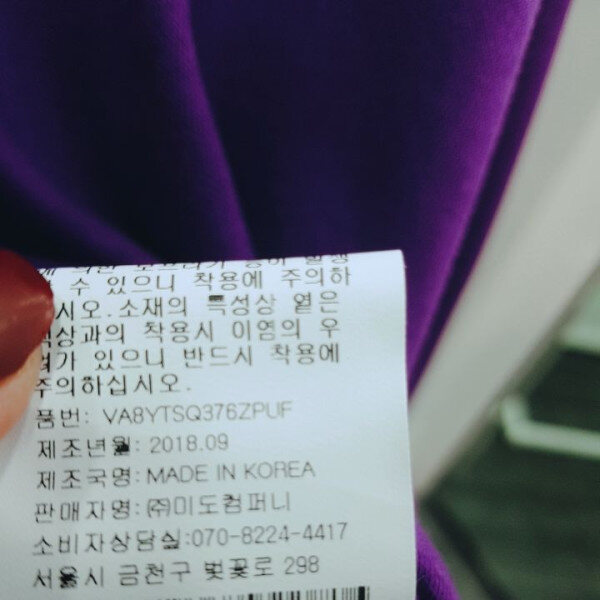 수 있으니 착용에 주의하
시오.소재의 특성상 옅은
색상과의 착용시 이염의 우
려가 있으니 반드시 착용에
주의하십시오.
품번: VA8YTSQ376ZPUF
제조년월: 2018.09
제조국명:MADE IN KOREA
판매자명:㈜미도컴퍼니
소비자상담실:070-8224-4417
서울시 금천구 벚꽃로 298